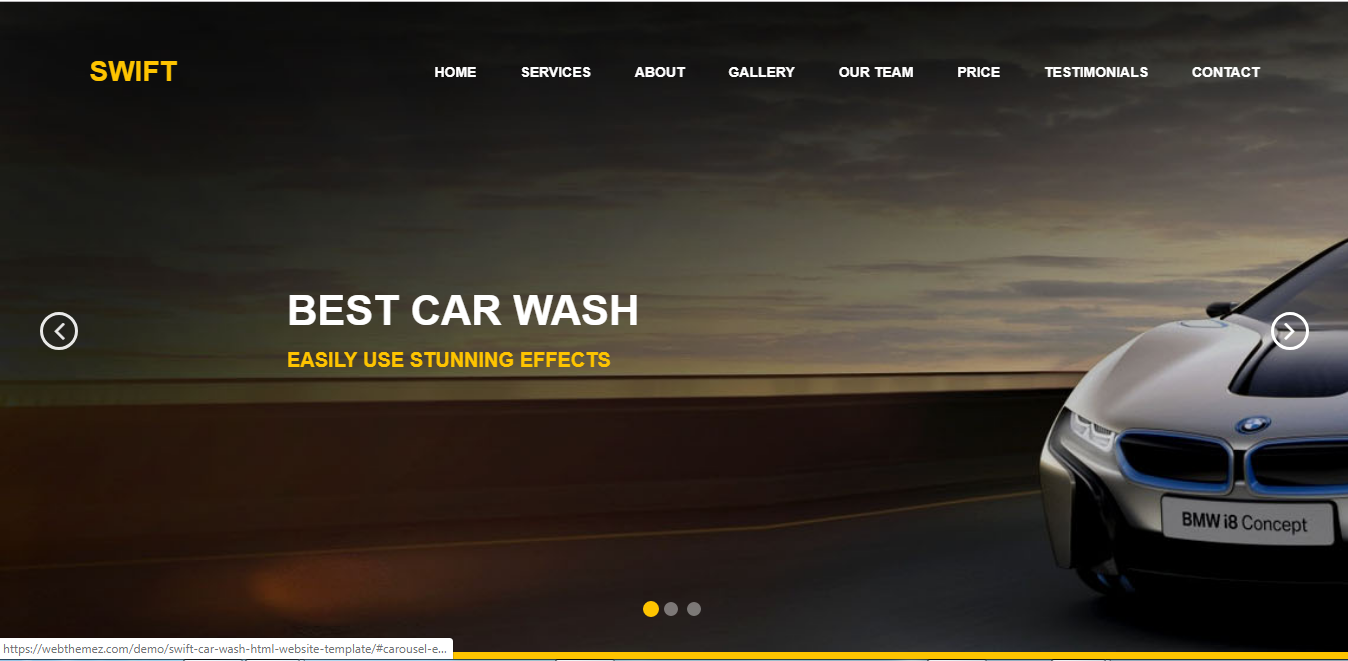 SWIFT HOME SERVICES ABOUT GALLERY OUR TEAM PRICE TESTIMONIALS CONTACT
BEST CAR WASH
EASILY USE STUNNING EFFECTS
BMW i8 Concept
https://webthemez.com/demo/swift-car-wash-html-website-template/#carousel-e...